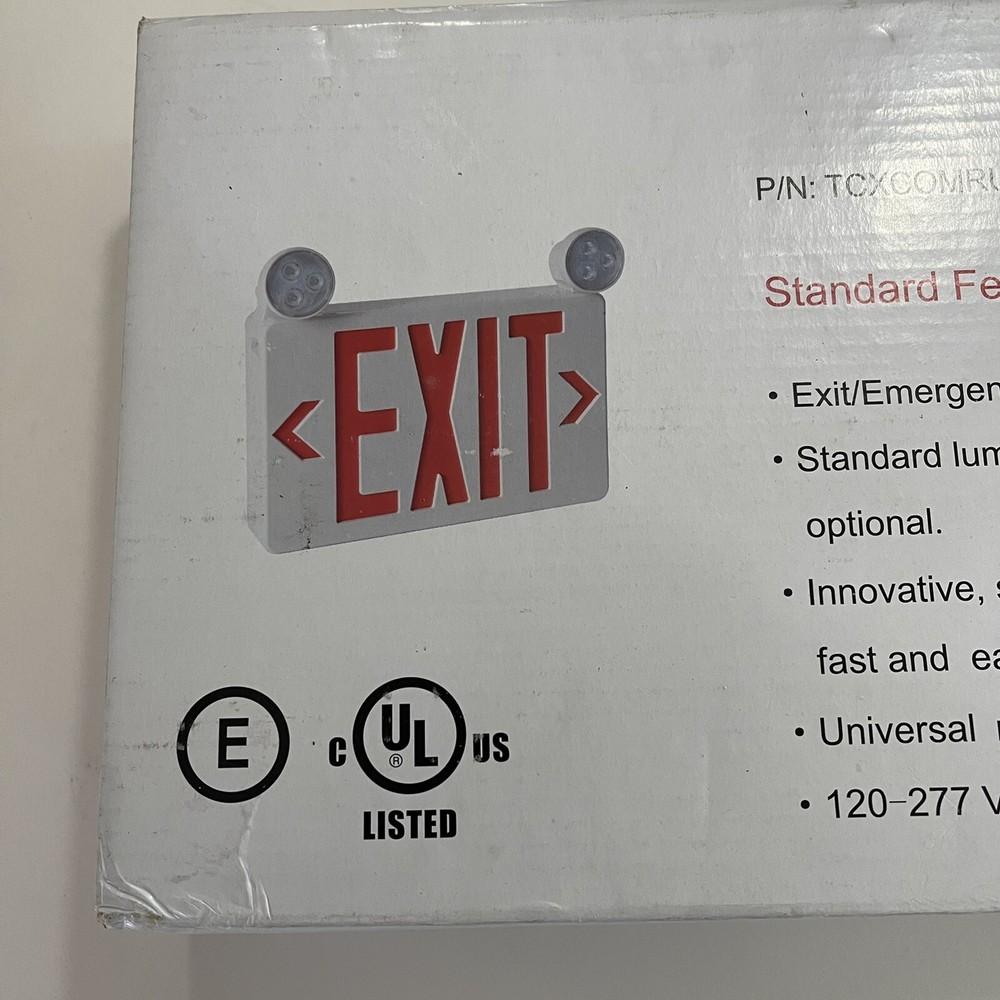 P/N: TCXCOMRU
Standard Fe
< EXIT >
• Exit/Emergen
• Standard lum
optional.
• Innovative, s
fast and ea
• Universal
• 120-277 V
E
C UL US
®
LISTED